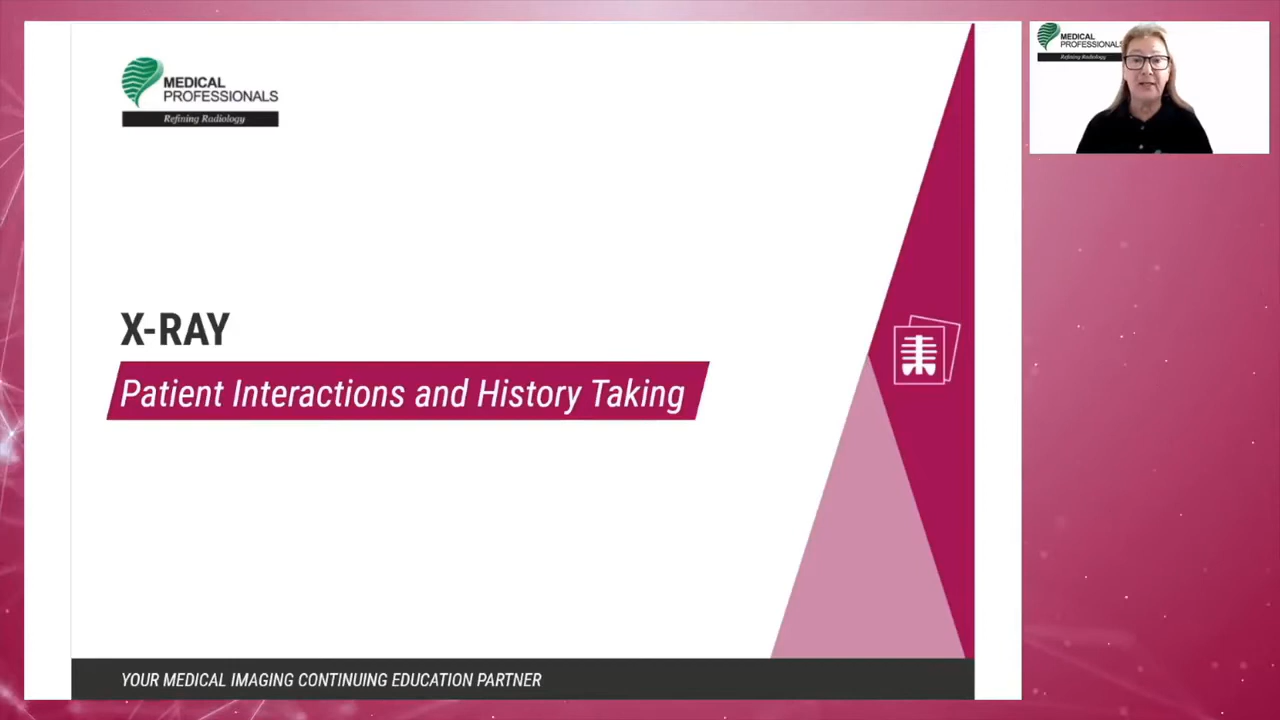 MEDICAL
PROFESSIONALS
Refining Radiology
X-RAY
Patient Interactions and History Taking
YOUR MEDICAL IMAGING CONTINUING EDUCATION PARTNER
MEDICAL
PROFESSIONALS
Refining Radiology